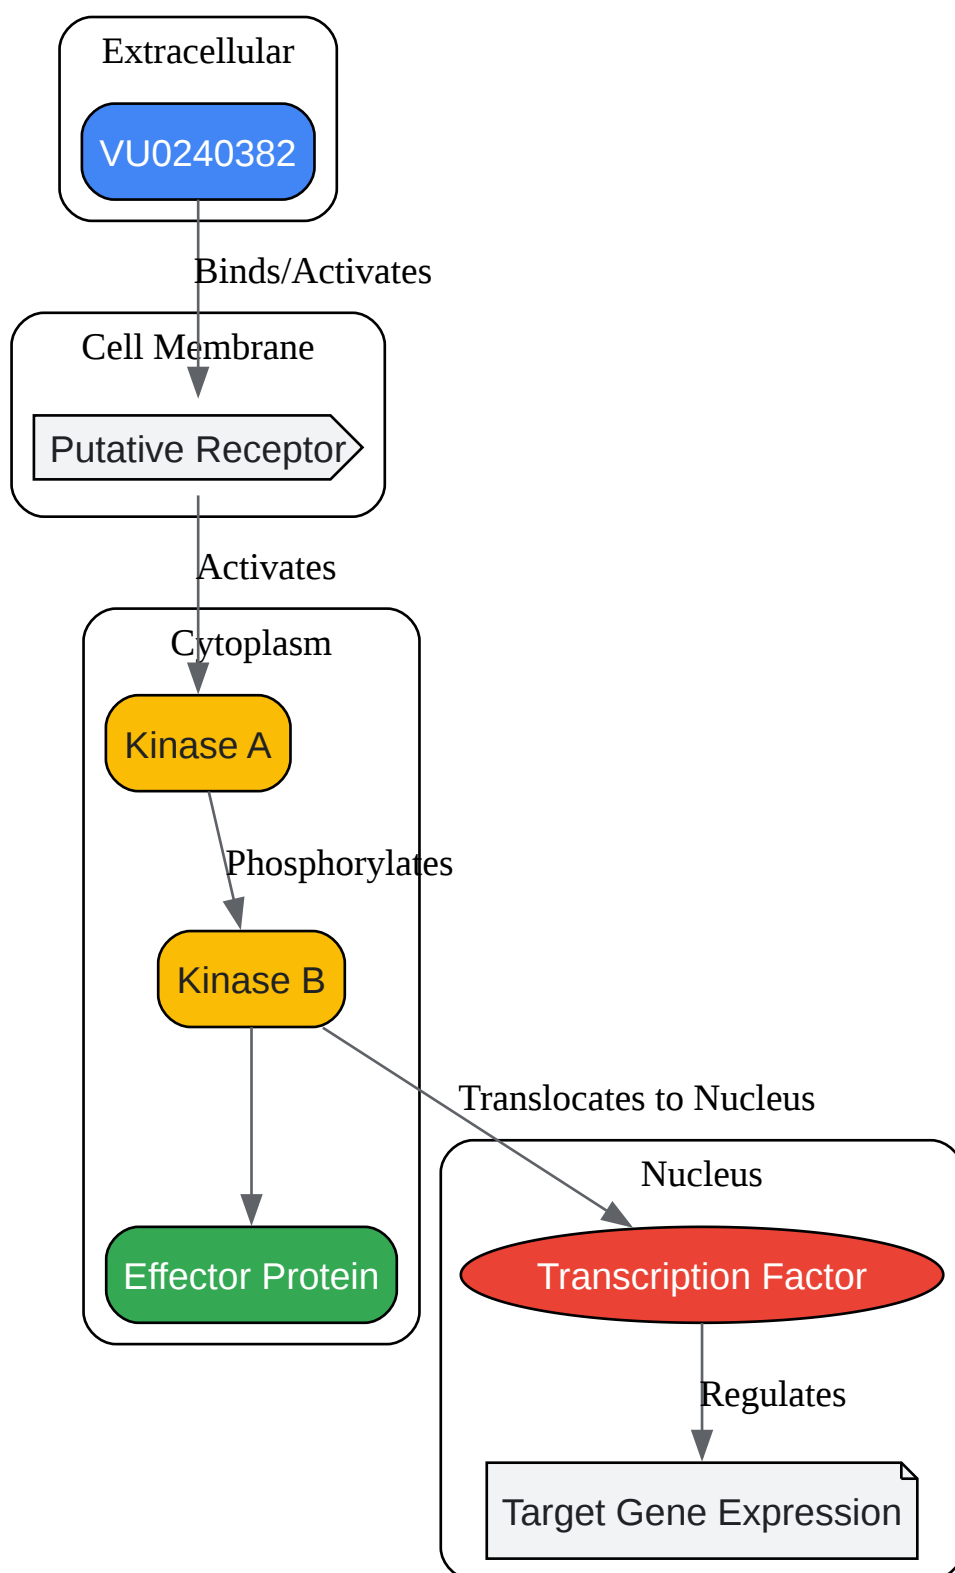 Extracellular
VU0240382
Binds/Activates
Cell Membrane
Putative Receptor
Activates
Cytoplasm
Kinase A
Phosphorylates
Kinase B
Translocates to Nucleus
Nucleus
Effector Protein
Transcription Factor
Regulates
Target Gene Expression